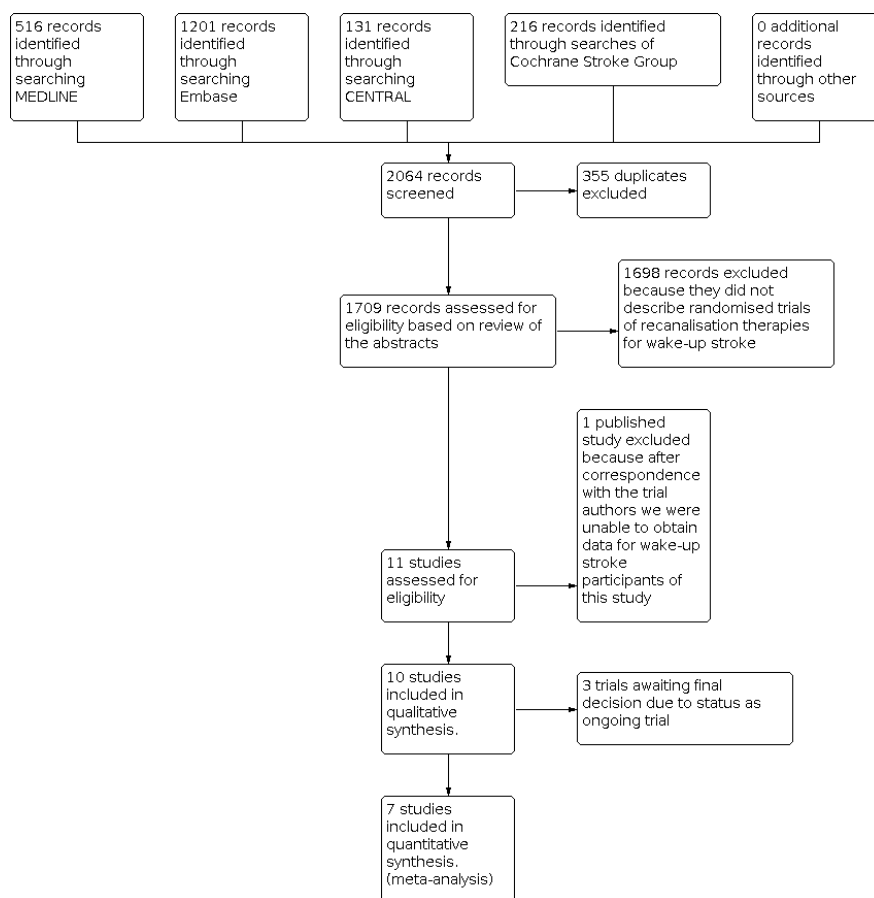 516 records
identified
through
searching
MEDLINE
1201 records
identified
through
searching
Embase
131 records
identified
through
searching
CENTRAL
216 records identified
through searches of
Cochrane Stroke Group
0 additional
records
identified
through other
sources
2064 records
screened
355 duplicates
excluded
1709 records assessed for
eligibility based on review of
the abstracts
1698 records excluded
because they did not
describe randomised trials
of recanalisation therapies
for wake-up stroke
1 published
study excluded
because after
correspondence
with the trial
authors we were
unable to obtain
data for wake-up
stroke
participants of
this study
11 studies
assessed for
eligibility
10 studies
included in
qualitative
synthesis.
3 trials awaiting final
decision due to status as
ongoing trial
7 studies
included in
quantitative
synthesis.
(meta-analysis)